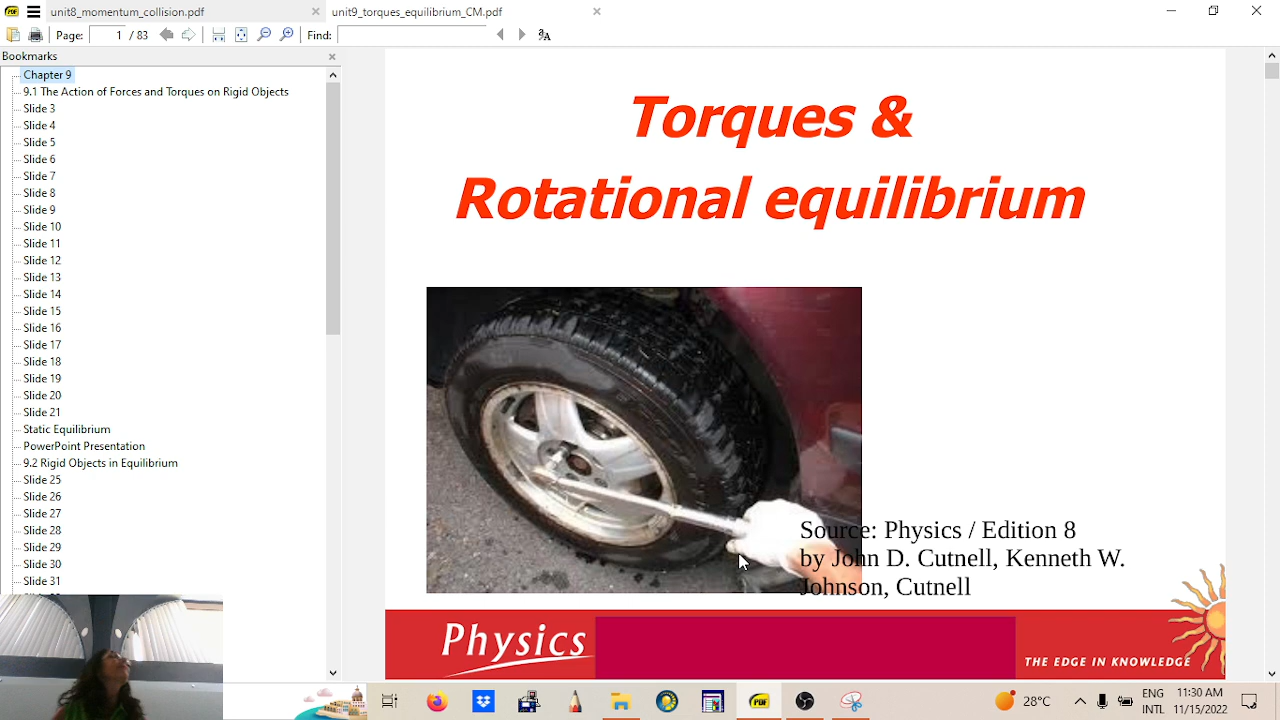 unit8_momentum_collision.pdf
unit9_torques_equilibrium_CM.pdf
Page: 1 / 83 Find:
Bookmarks
Chapter 9
9.1 The Action of Forces and Torques on Rigid Objects
Slide 3
Slide 4
Slide 5
Slide 6
Slide 7
Slide 8
Slide 9
Slide 10
Slide 11
Slide 12
Slide 13
Slide 14
Slide 15
Slide 16
Slide 17
Slide 18
Slide 19
Slide 20
Slide 21
Static Equilibrium
PowerPoint Presentation
9.2 Rigid Objects in Equilibrium
Slide 25
Slide 26
Slide 27
Slide 28
Slide 29
Slide 30
Slide 31
Torques &
Rotational equilibrium
Source: Physics / Edition 8
by John D. Cutnell, Kenneth W.
Johnson, Cutnell
Physics
THE EDGE IN KNOWLEDGE
28°C
ENG
INTL
11:30 AM
11/15/2022